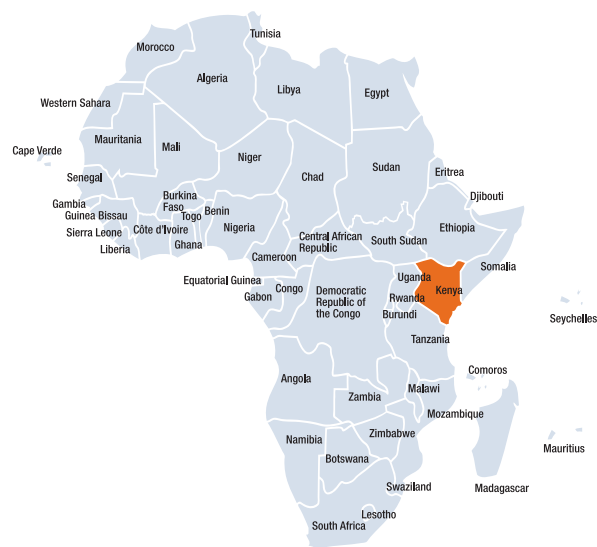 Tunisia
Morocco
Algeria
Libya
Egypt
Western Sahara
Mauritania
Mali
Niger
Cape Verde
Chad
Sudan
Eritrea
Senegal
Djibouti
Gambia
Burkina
Faso
Benin
Guinea Bissau
Togo
Sierra Leone
Côte d'Ivoire
Nigeria
Ethiopia
Liberia
Ghana
Central African
Republic
South Sudan
Cameroon
Somalia
Equatorial Guinea
Uganda
Congo
Democratic
Republic of
the Congo
Kenya
Gabon
Rwanda
Burundi
Seychelles
Tanzania
Comoros
Angola
Malawi
Zambia
Mozambique
Zimbabwe
Namibia
Mauritius
Botswana
Swaziland
Madagascar
Lesotho
South Africa